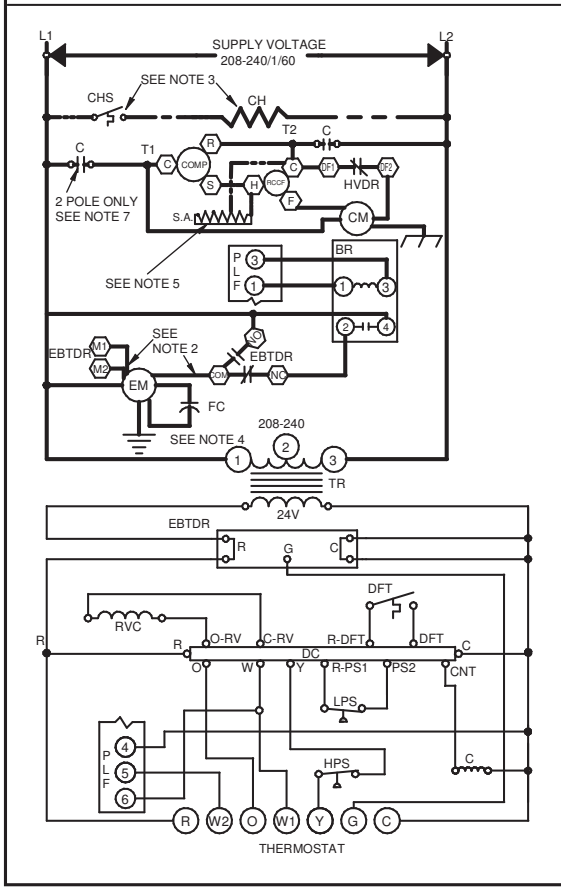 L1 L2
SUPPLY VOLTAGE
208-240/1/60
SEE NOTE 3
CHS CH
C T1 C COMP R S T2 C
2 POLE ONLY
SEE NOTE 7
H RCCF C F DF1 HVDR DF2
S.A. CM
SEE NOTE 5
P L F 3 1
BR 1 3
2 4
SEE
NOTE 2
EBTDR M1 M2
NO
EBTDR
COM NC
EM
FC
SEE NOTE 4
208-240
1 2 3
TR
24V
EBTDR
R G C
DFT
RVC
R
R O-RV C-RV R-DFT DFT C
DC
O W Y R-PS1 PS2 CNT
LPS
P L F 4 5 6
HPS
C
R W2 O W1 Y G C
THERMOSTAT